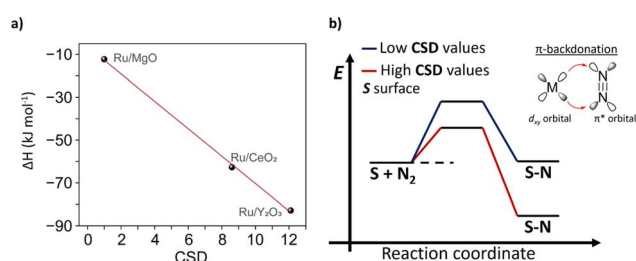 a)
−10
−30
−50
−70
−90
ΔH (kJ mol⁻¹)
Ru/MgO
Ru/CeO₂
Ru/Y₂O₃
0 2 4 6 8 10 12
CSD
b)
E
Low CSD values
High CSD values
S surface
π-backdonation
M
N
N
d_xy orbital
π* orbital
S + N₂
S-N
S-N
Reaction coordinate